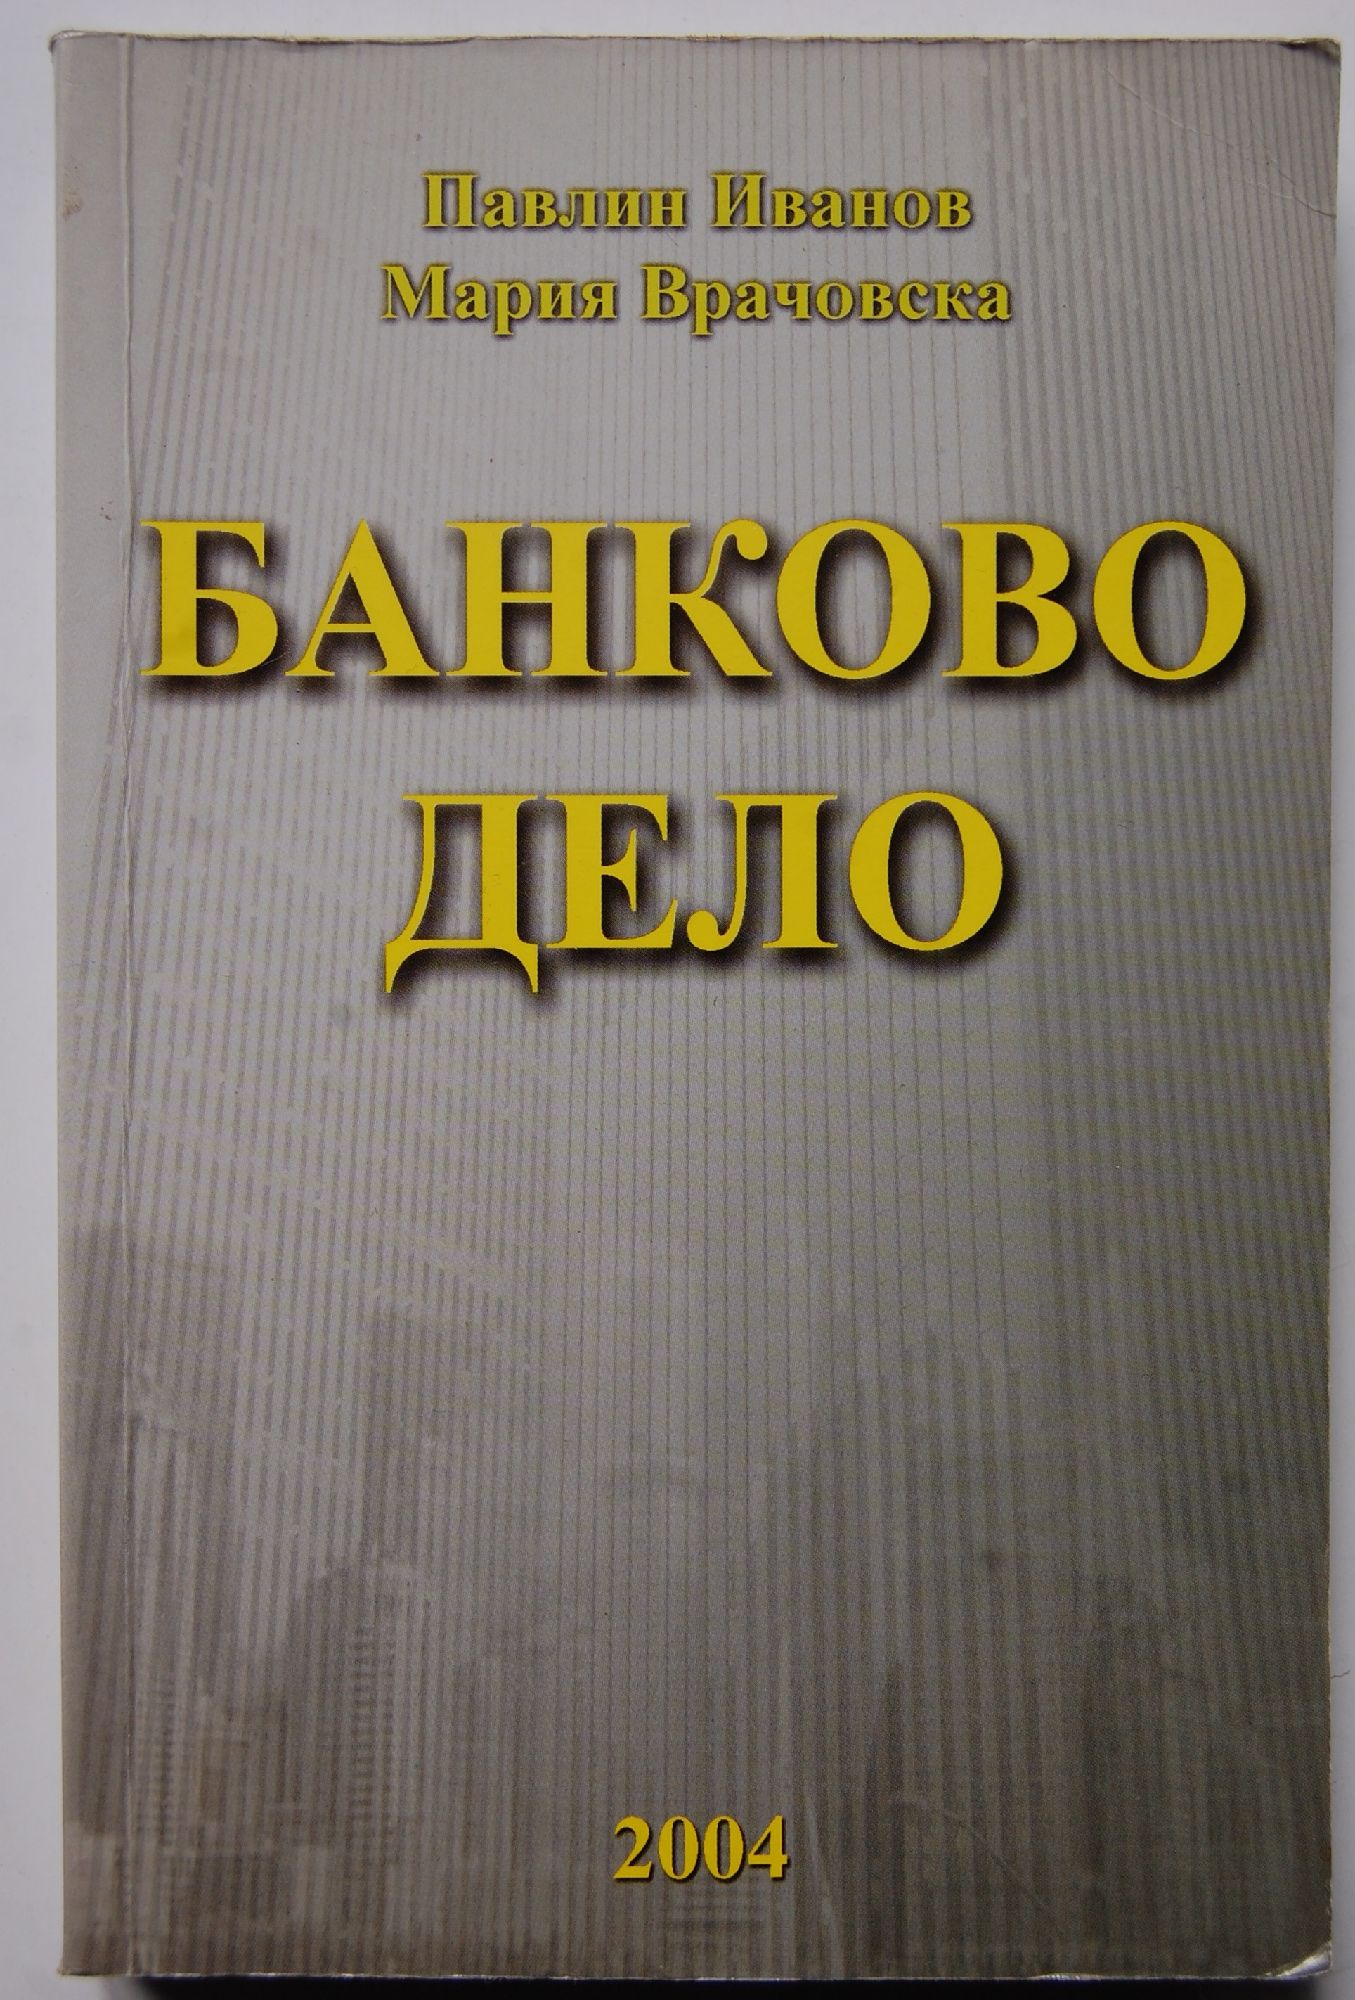 Павлин Иванов
Мария Врачовска
БАНКОВО
ДЕЛО
2004